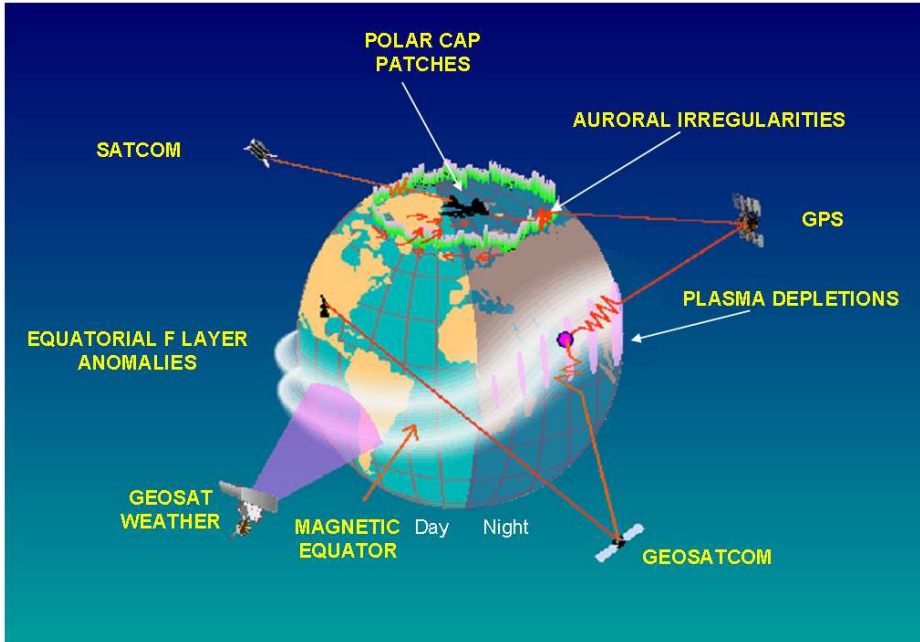 POLAR CAP
PATCHES
AURORAL IRREGULARITIES
SATCOM
GPS
PLASMA DEPLETIONS
EQUATORIAL F LAYER
ANOMALIES
GEOSAT
WEATHER
MAGNETIC
EQUATOR
Day
Night
GEOSATCOM